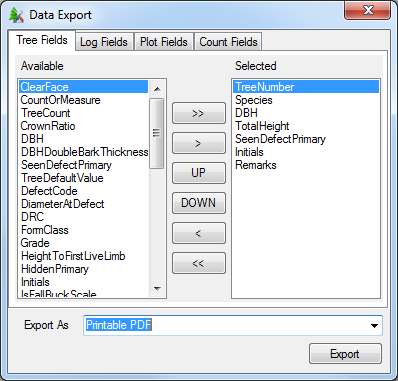 Data Export
Tree Fields Log Fields Plot Fields Count Fields
Available
ClearFace
CountOrMeasure
TreeCount
CrownRatio
DBH
DBHDoubleBarkThickness
SeenDefectPrimary
TreeDefaultValue
DefectCode
DiameterAtDefect
DRC
FormClass
Grade
HeightToFirstLiveLimb
HiddenPrimary
Initials
IsFallBuckScale
>>
>
UP
DOWN
<
<<
Selected
TreeNumber
Species
DBH
TotalHeight
SeenDefectPrimary
Initials
Remarks
Export As Printable PDF
Export